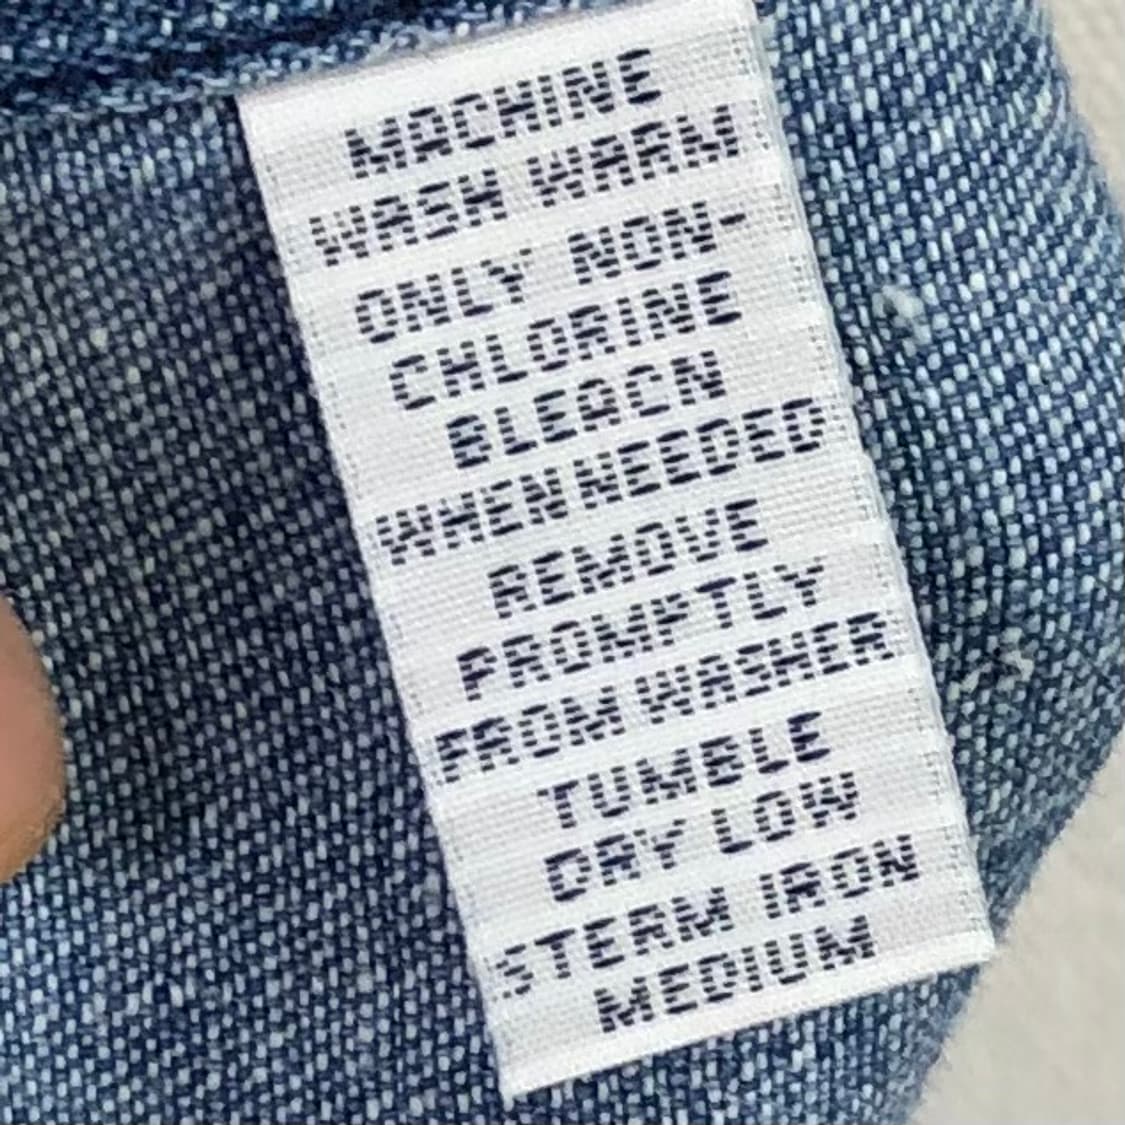 MACHINE
WASH WARM
ONLY NON-
CHLORINE
BLEACN
WHEN NEEDED
REMOVE
PROMPTLY
FROM WASHER
TUMBLE
DRY LOW
STERM IRON
MEDIUM